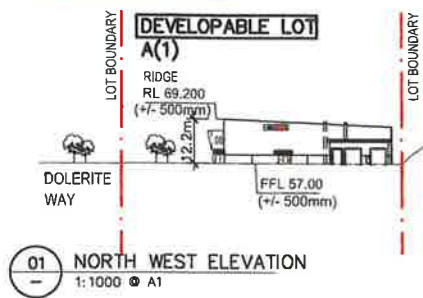 DEVELOPABLE LOT
A(1)
LOT BOUNDARY
LOT BOUNDARY
RIDGE
RL 69.200
(+/- 500mm)
12.2m
DOLERITE
WAY
FFL 57.00
(+/- 500mm)
01
–
NORTH WEST ELEVATION
1:1000 @ A1